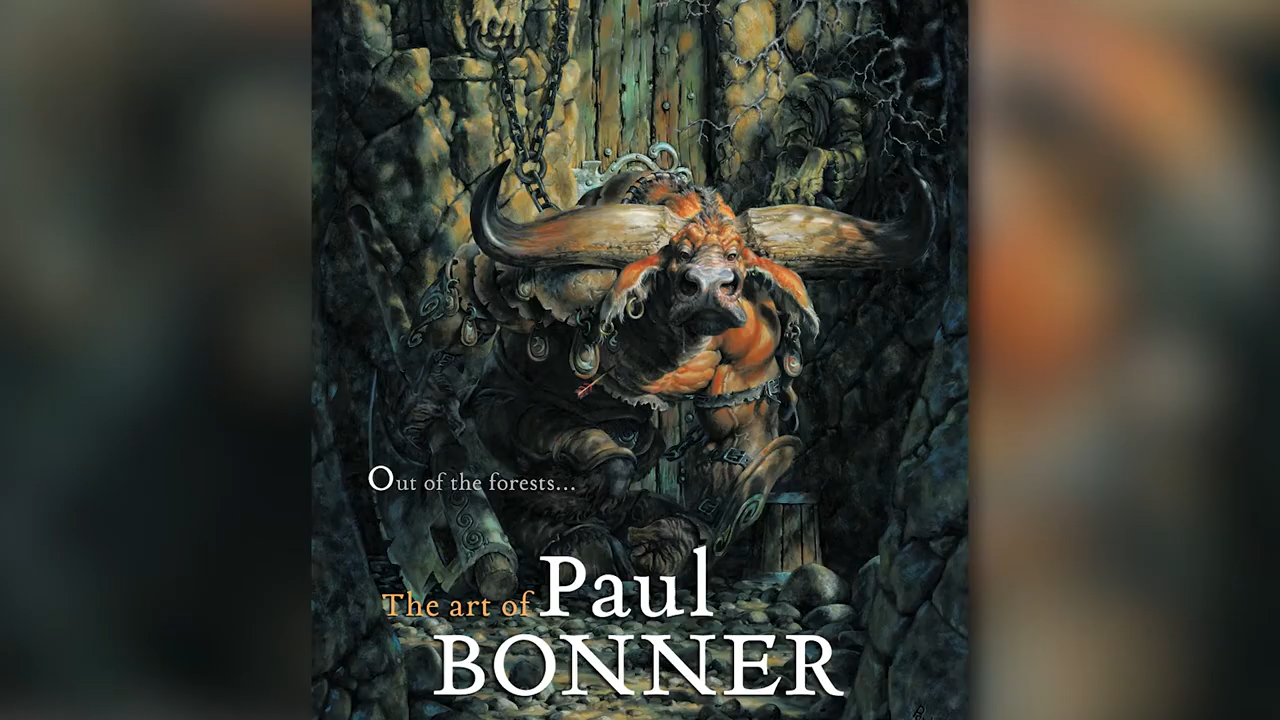 Out of the forests...
The art of Paul
BONNER